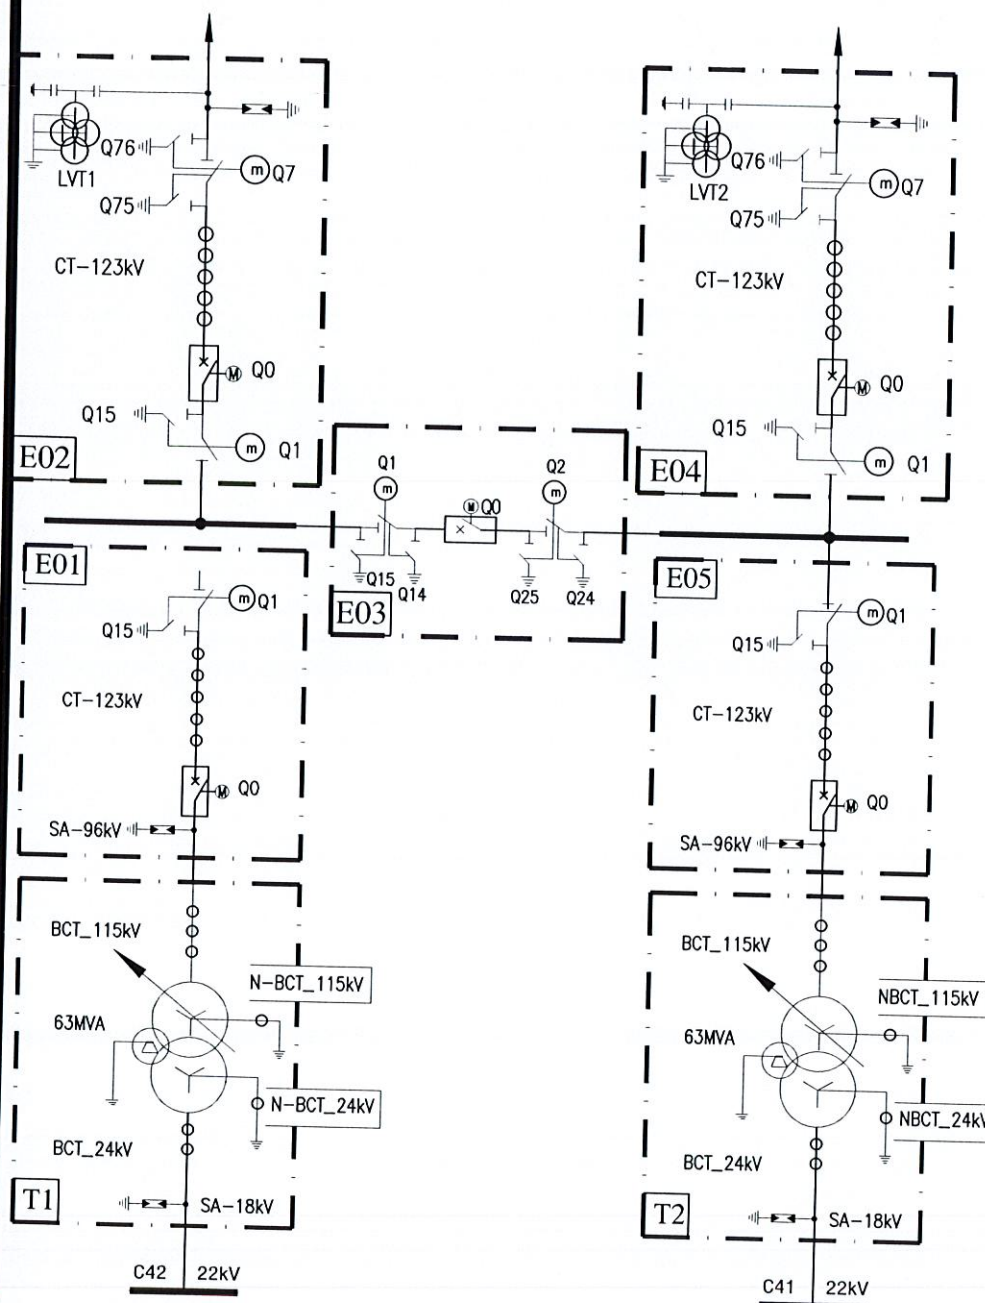 Q76
m
Q7
LVT1
Q75
CT-123kV
M
Q0
Q15
m
Q1
E02
Q76
m
Q7
LVT2
Q75
CT-123kV
M
Q0
Q15
m
Q1
E04
Q1
m
M
Q0
Q2
m
Q15
Q14
Q25
Q24
E03
E01
m
Q1
Q15
CT-123kV
M
Q0
SA-96kV
E05
m
Q1
Q15
CT-123kV
M
Q0
SA-96kV
BCT_115kV
N-BCT_115kV
63MVA
N-BCT_24kV
BCT_24kV
T1
SA-18kV
C42 22kV
BCT_115kV
NBCT_115kV
63MVA
NBCT_24kV
BCT_24kV
T2
SA-18kV
C41 22kV